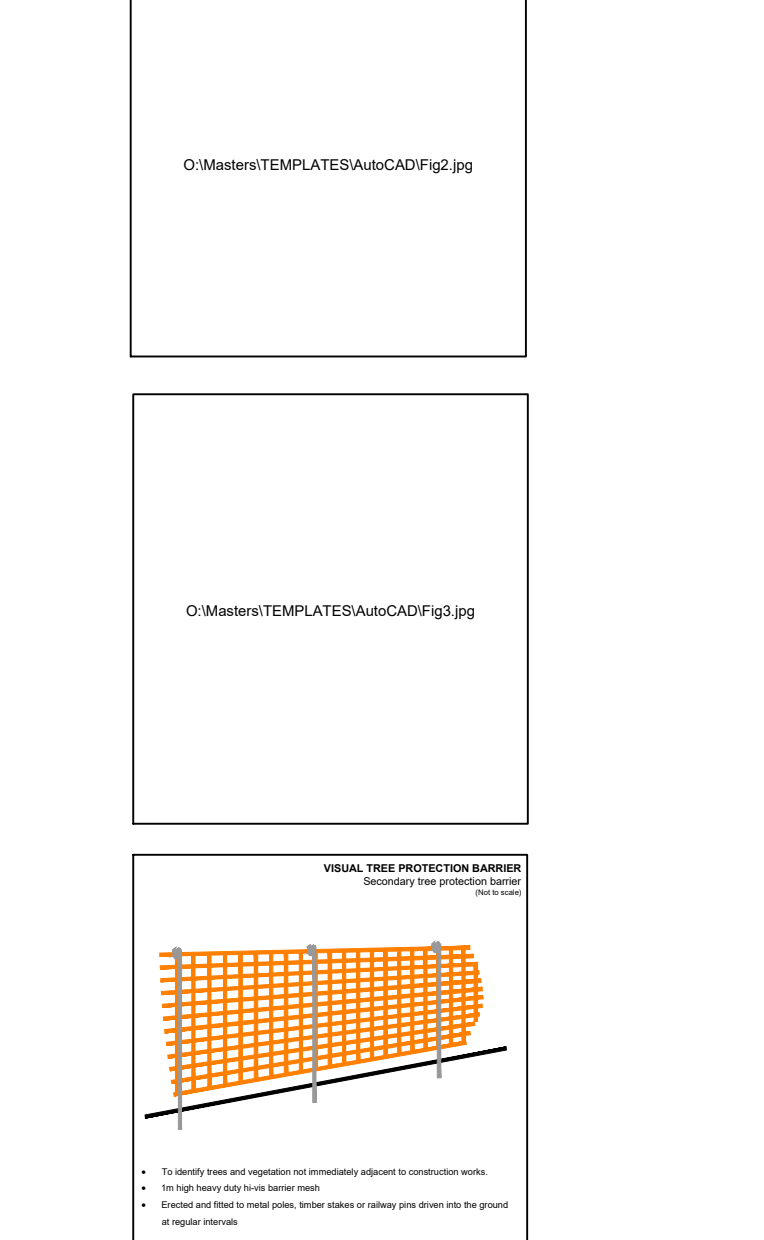 O:\Masters\TEMPLATES\AutoCAD\Fig2.jpg
O:\Masters\TEMPLATES\AutoCAD\Fig3.jpg
VISUAL TREE PROTECTION BARRIER
Secondary tree protection barrier
(Not to scale)
• To identify trees and vegetation not immediately adjacent to construction works.
• 1m high heavy duty hi-vis barrier mesh
• Erected and fitted to metal poles, timber stakes or railway pins driven into the ground
at regular intervals